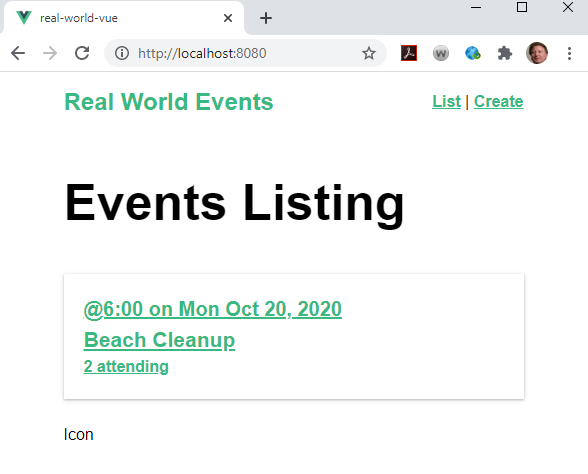 real-world-vue
http://localhost:8080
Real World Events
List | Create
Events Listing
@6:00 on Mon Oct 20, 2020
Beach Cleanup
2 attending
Icon